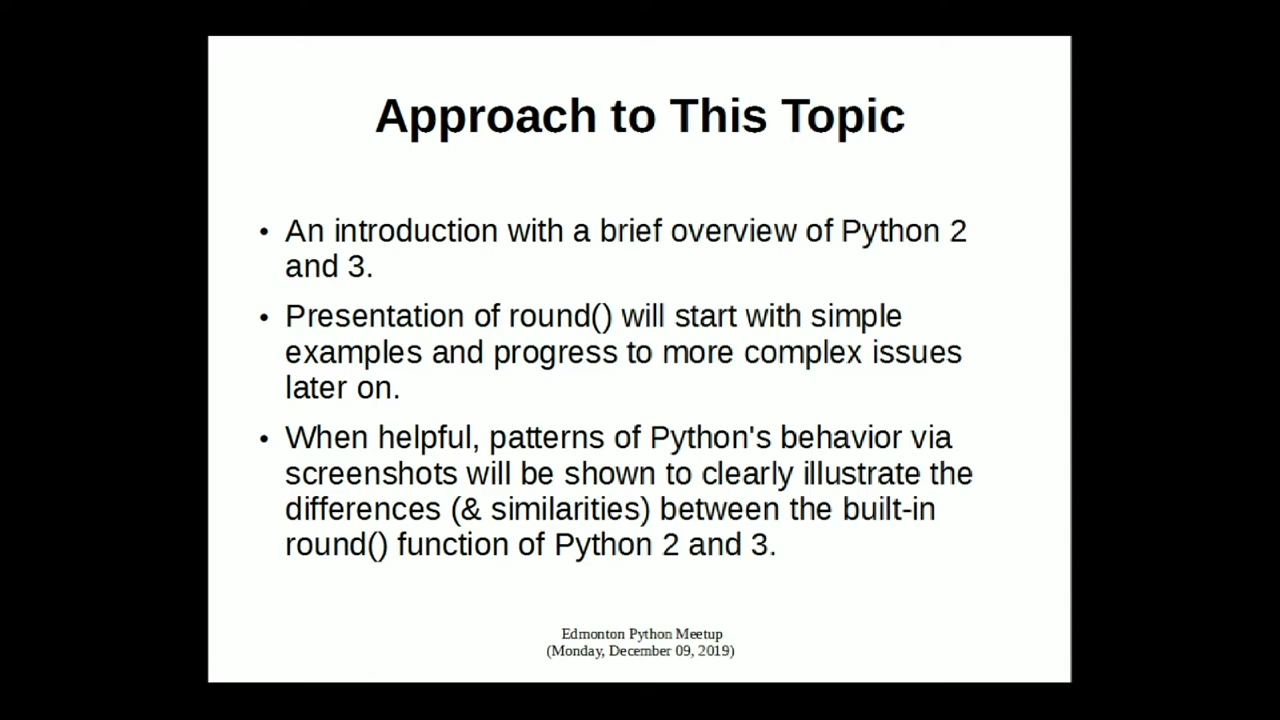 Approach to This Topic
• An introduction with a brief overview of Python 2
and 3.
• Presentation of round() will start with simple
examples and progress to more complex issues
later on.
• When helpful, patterns of Python's behavior via
screenshots will be shown to clearly illustrate the
differences (& similarities) between the built-in
round() function of Python 2 and 3.
Edmonton Python Meetup
(Monday, December 09, 2019)